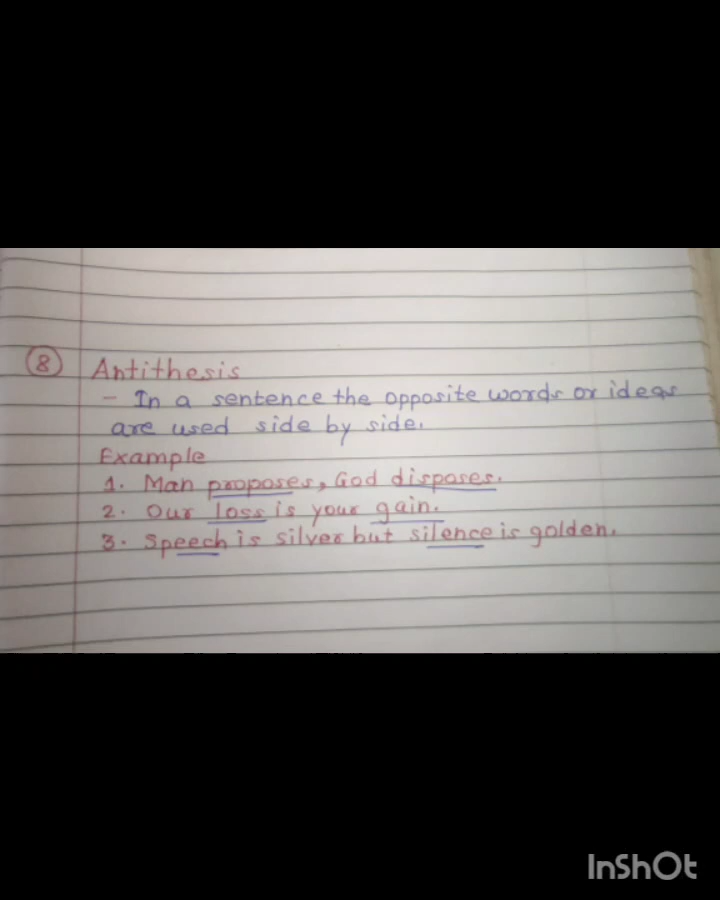 8 Antithesis
- In a sentence the opposite words or ideas
are used side by side.
Example
1. Man proposes, God disposes.
2. Our loss is your gain.
3. Speech is silver but silence is golden.
InShOt